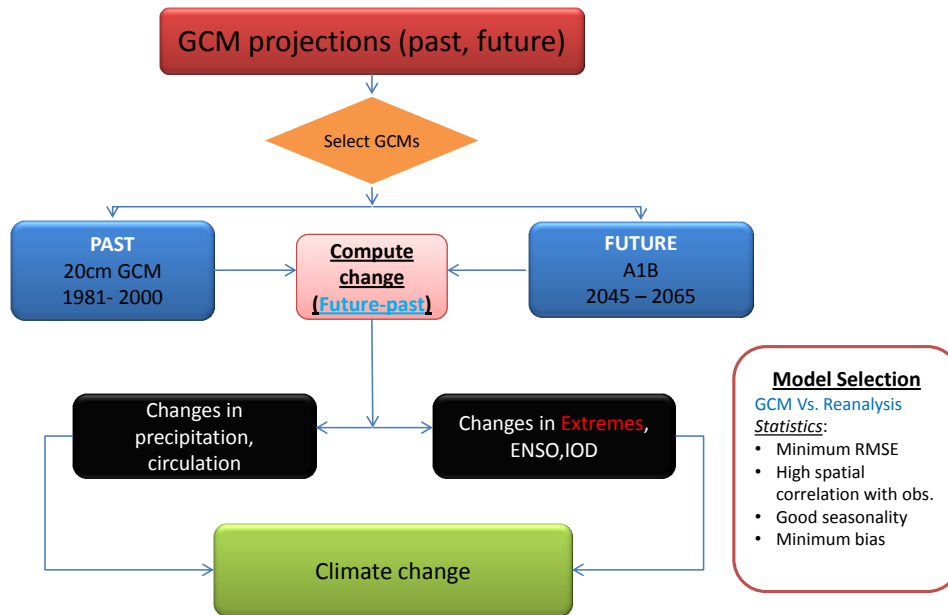 GCM projections (past, future)
Select GCMs
PAST
20cm GCM
1981- 2000
Compute
change
(Future-past)
FUTURE
A1B
2045 – 2065
Changes in
precipitation,
circulation
Changes in Extremes,
ENSO,IOD
Climate change
Model Selection
GCM Vs. Reanalysis
Statistics:
• Minimum RMSE
• High spatial
correlation with obs.
• Good seasonality
• Minimum bias